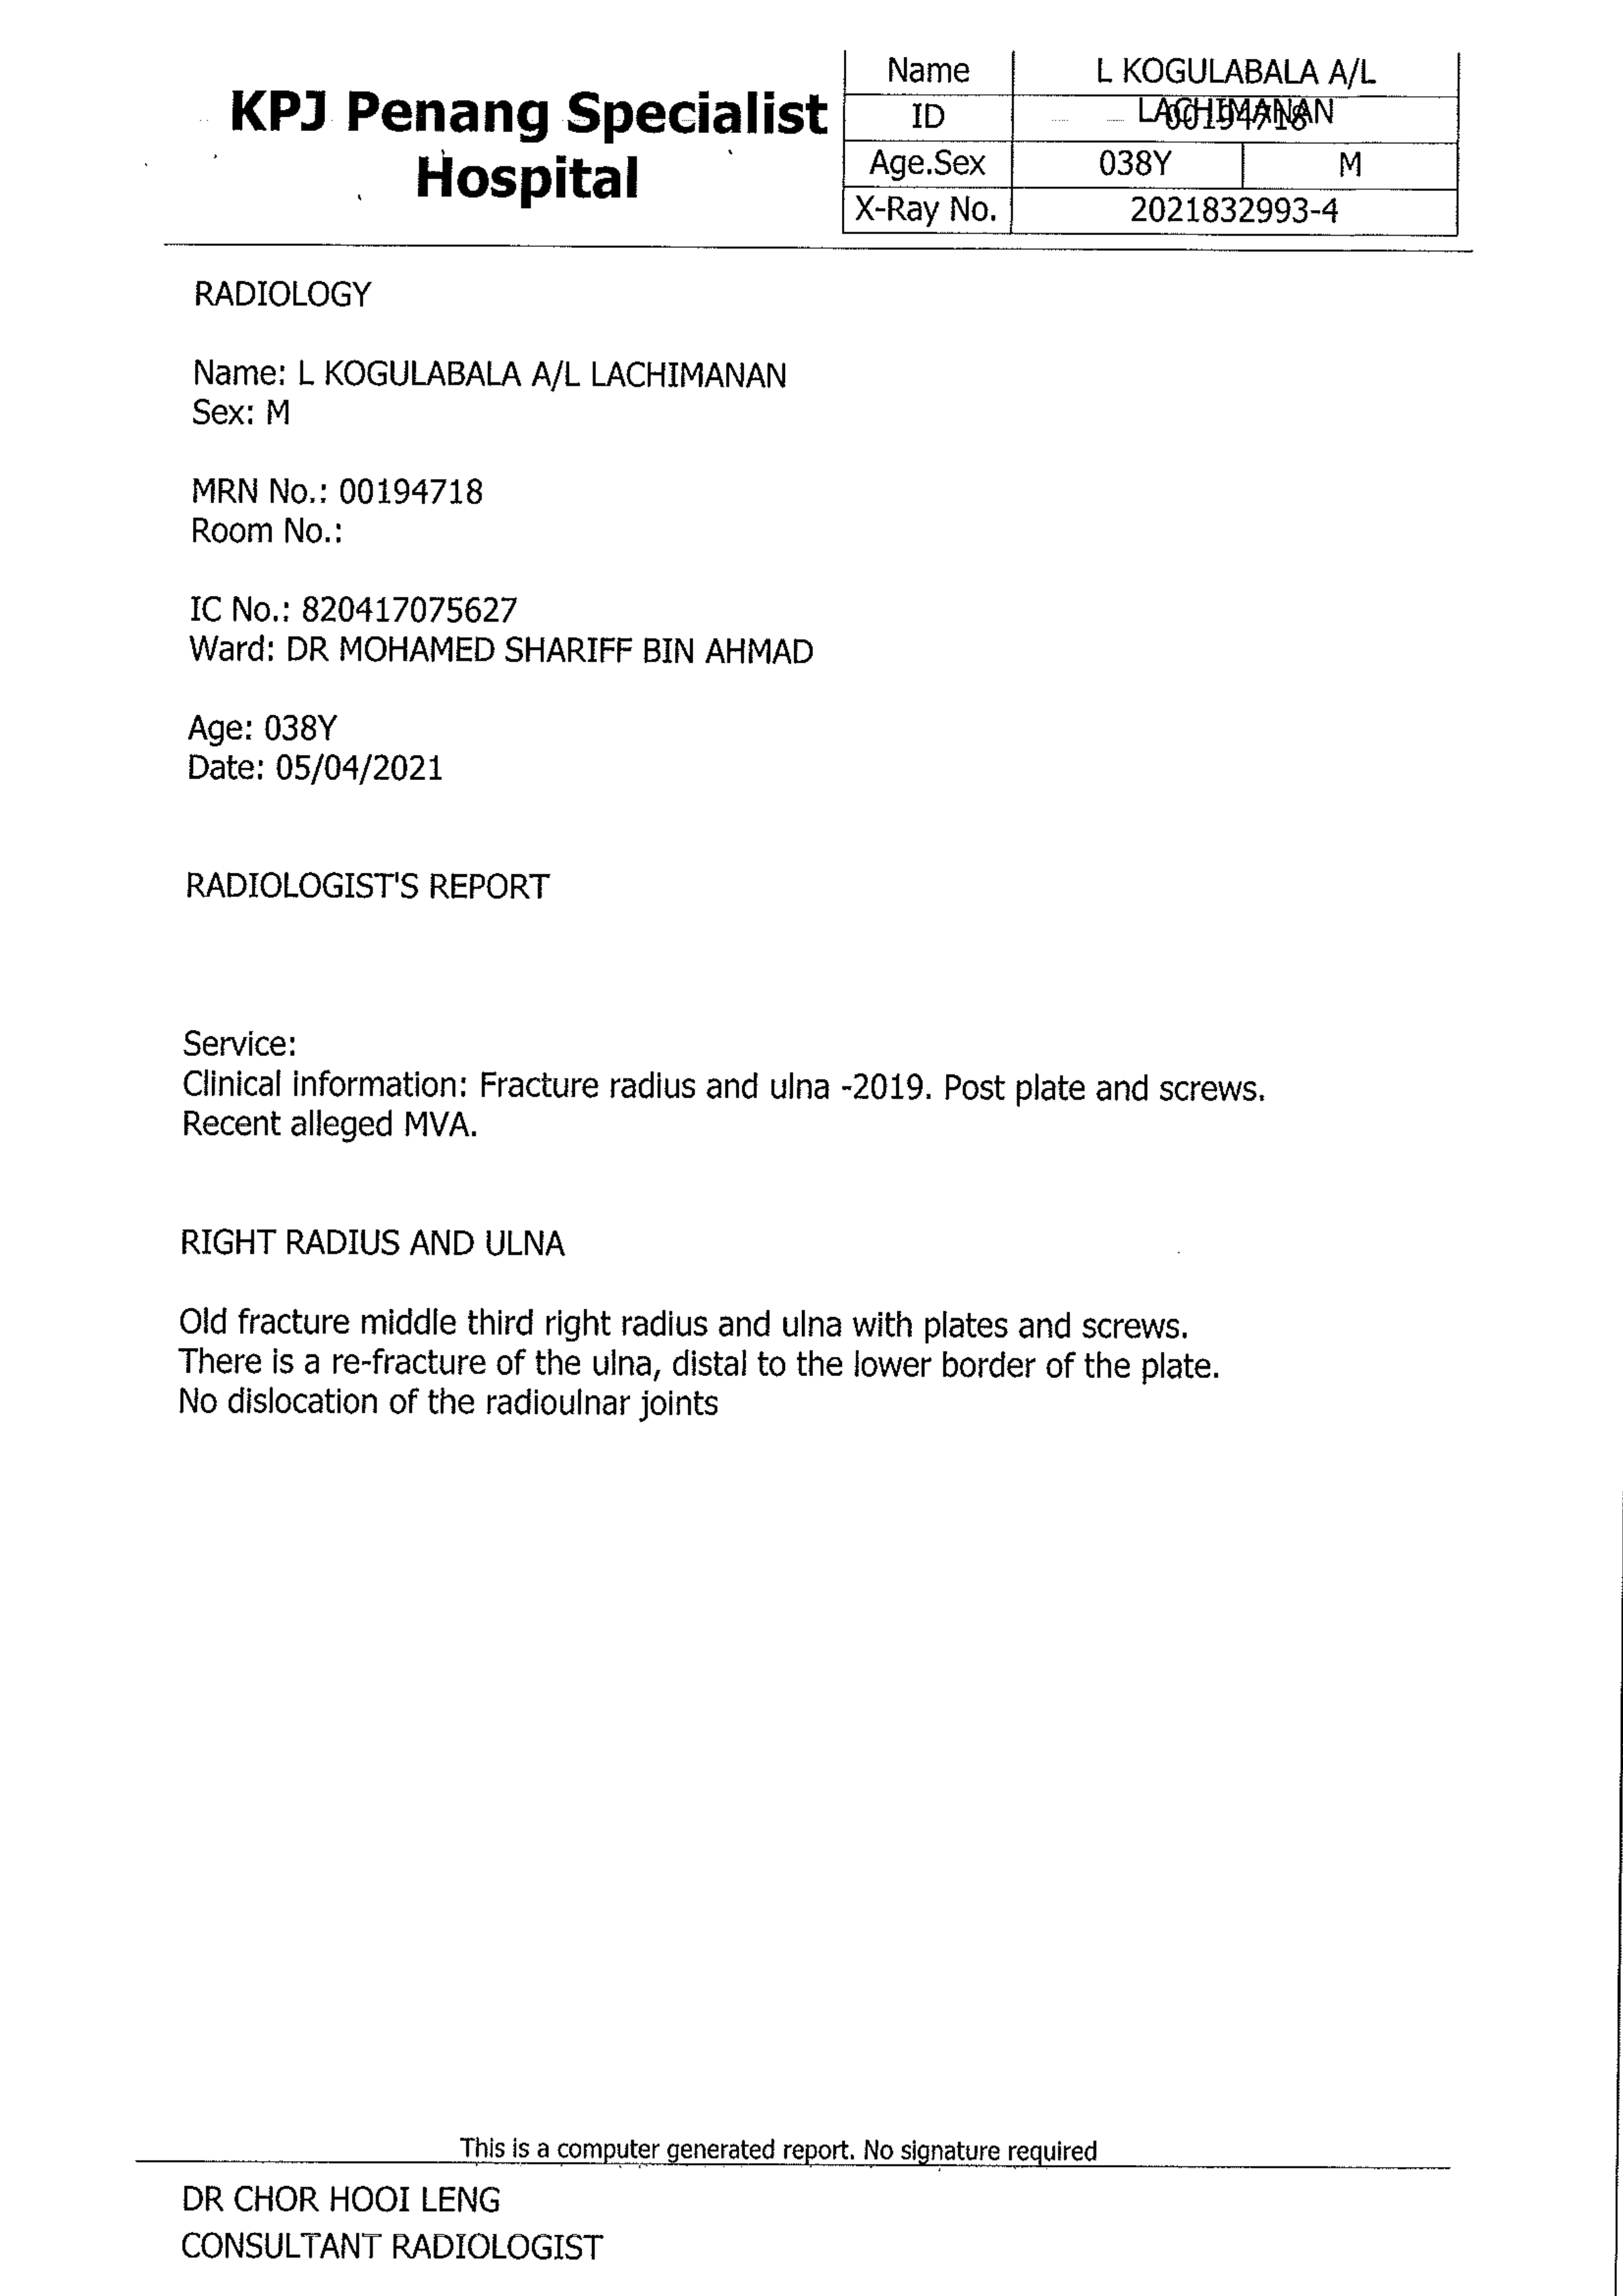 KPJ Penang Specialist
Hospital
Name L KOGULABALA A/L
LACHIMANAN
ID 00194718
Age.Sex 038Y M
X-Ray No. 2021832993-4
RADIOLOGY
Name: L KOGULABALA A/L LACHIMANAN
Sex: M
MRN No.: 00194718
Room No.:
IC No.: 820417075627
Ward: DR MOHAMED SHARIFF BIN AHMAD
Age: 038Y
Date: 05/04/2021
RADIOLOGIST'S REPORT
Service:
Clinical information: Fracture radius and ulna -2019. Post plate and screws.
Recent alleged MVA.
RIGHT RADIUS AND ULNA
Old fracture middle third right radius and ulna with plates and screws.
There is a re-fracture of the ulna, distal to the lower border of the plate.
No dislocation of the radioulnar joints
This is a computer generated report. No signature required
DR CHOR HOOI LENG
CONSULTANT RADIOLOGIST